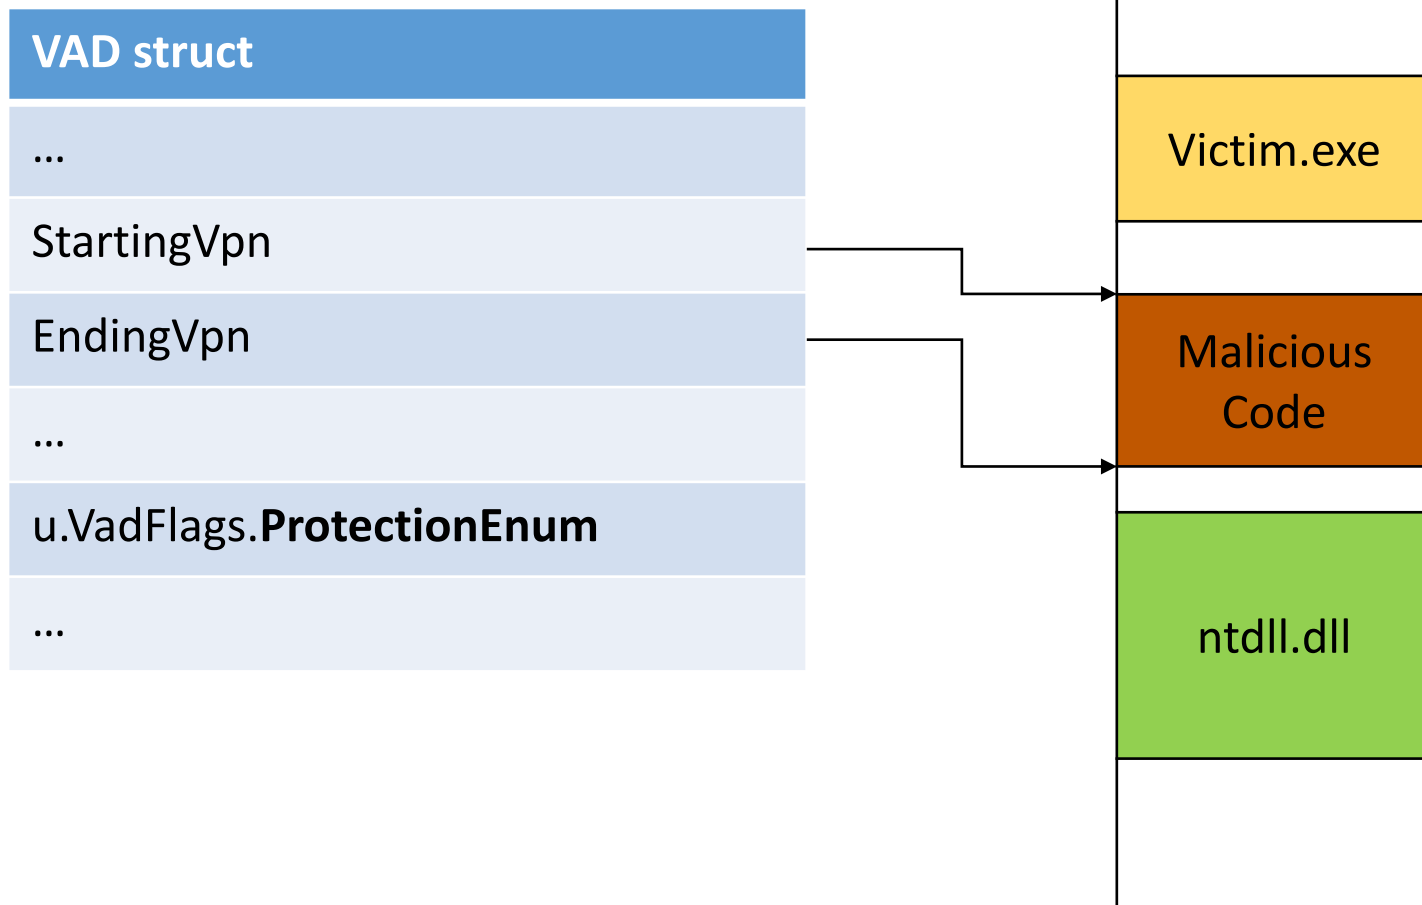 VAD struct
...
StartingVpn
EndingVpn
...
u.VadFlags.ProtectionEnum
...
Victim.exe
Malicious
Code
ntdll.dll